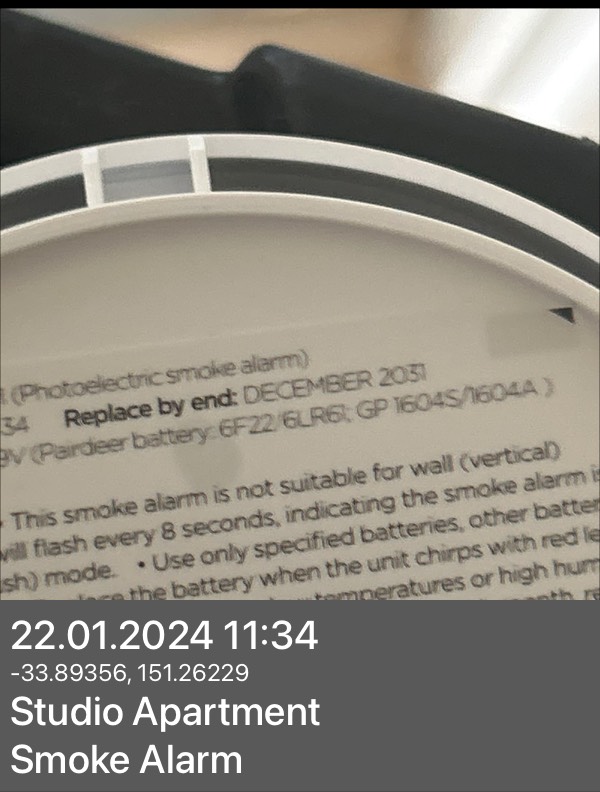 (Photoelectric smoke alarm)
34 Replace by end: DECEMBER 2031
9V (Pairdeer battery: 6F22/6LR61; GP 1604S/1604A )
• This smoke alarm is not suitable for wall (vertical)
will flash every 8 seconds, indicating the smoke alarm
sh) mode. • Use only specified batteries, other batter
the battery when the unit chirps with red le
temperatures or high hum
22.01.2024 11:34
-33.89356, 151.26229
Studio Apartment
Smoke Alarm